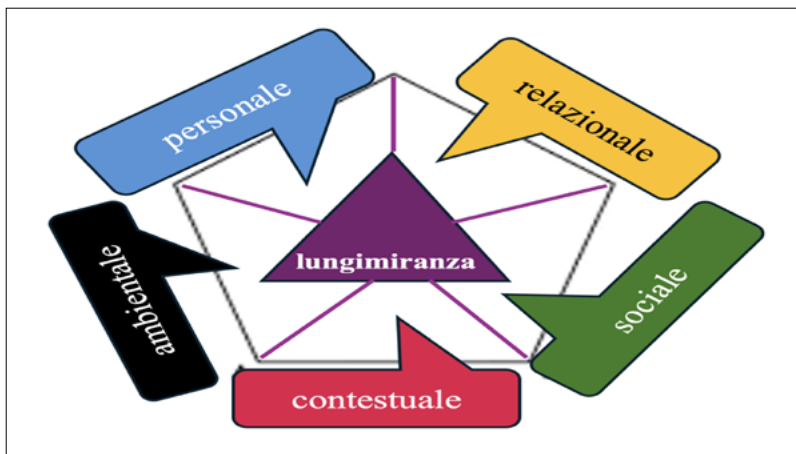 personale
relazionale
ambientale
lungimiranza
sociale
contestuale